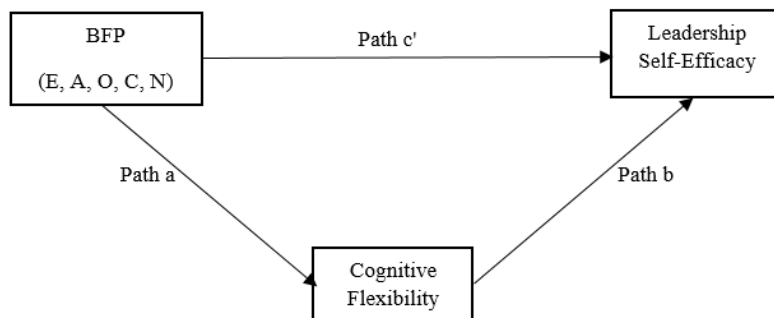 BFP
(E, A, O, C, N)
Path c'
Leadership
Self-Efficacy
Path a
Path b
Cognitive
Flexibility